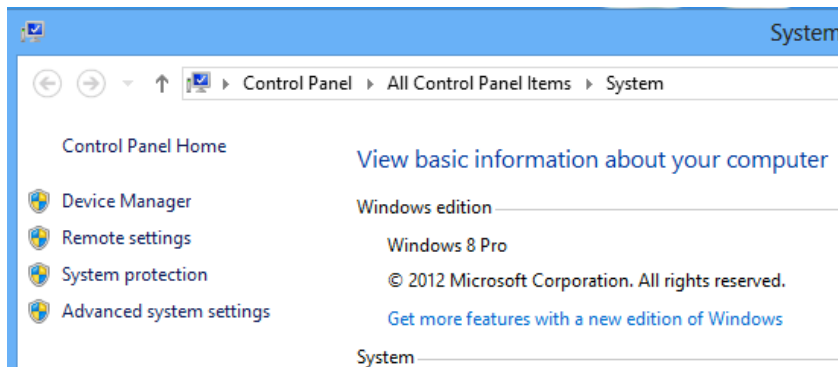 System
Control Panel All Control Panel Items System
Control Panel Home
Device Manager
Remote settings
System protection
Advanced system settings
View basic information about your computer
Windows edition
Windows 8 Pro
© 2012 Microsoft Corporation. All rights reserved.
Get more features with a new edition of Windows
System